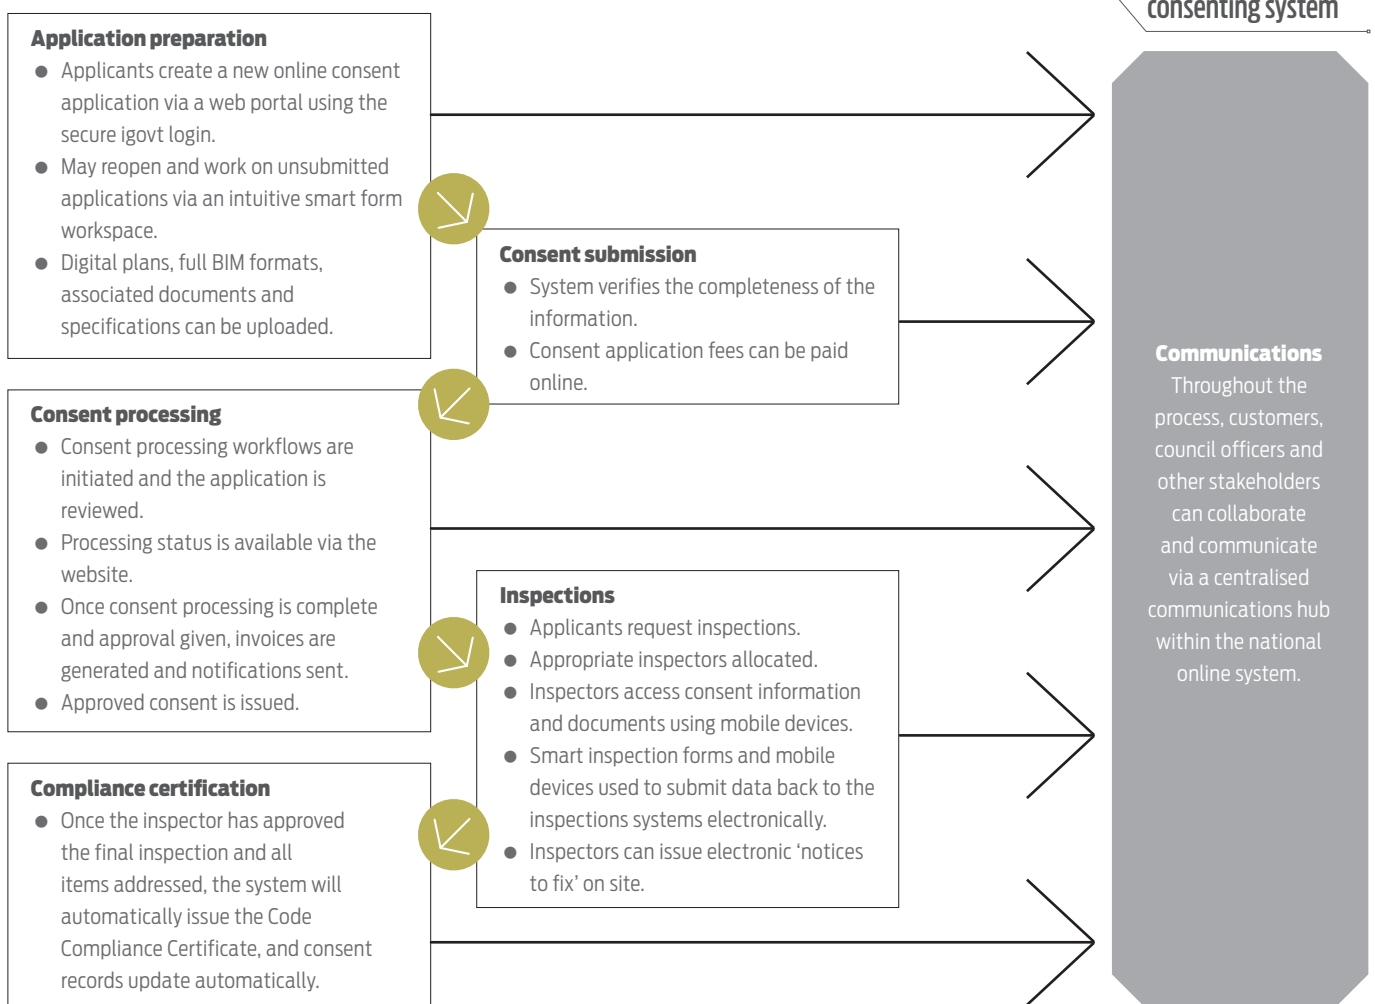 consenting system
Application preparation
● Applicants create a new online consent
application via a web portal using the
secure igovt login.
● May reopen and work on unsubmitted
applications via an intuitive smart form
workspace.
● Digital plans, full BIM formats,
associated documents and
specifications can be uploaded.
Consent submission
● System verifies the completeness of the
information.
● Consent application fees can be paid
online.
Consent processing
● Consent processing workflows are
initiated and the application is
reviewed.
● Processing status is available via the
website.
● Once consent processing is complete
and approval given, invoices are
generated and notifications sent.
● Approved consent is issued.
Inspections
● Applicants request inspections.
● Appropriate inspectors allocated.
● Inspectors access consent information
and documents using mobile devices.
● Smart inspection forms and mobile
devices used to submit data back to the
inspections systems electronically.
● Inspectors can issue electronic ‘notices
to fix’ on site.
Compliance certification
● Once the inspector has approved
the final inspection and all
items addressed, the system will
automatically issue the Code
Compliance Certificate, and consent
records update automatically.
Communications
Throughout the
process, customers,
council officers and
other stakeholders
can collaborate
and communicate
via a centralised
communications hub
within the national
online system.